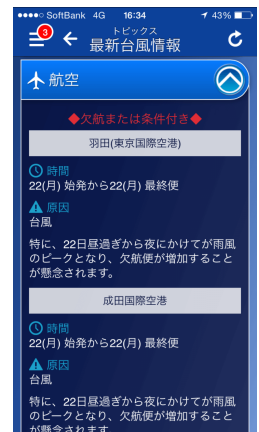 SoftBank 4G 16:34 43%
3
トピックス
最新台風情報
航空
◆欠航または条件付き◆
羽田(東京国際空港)
時間
22(月) 始発から22(月) 最終便
原因
台風
特に、22日昼過ぎから夜にかけてが雨風
のピークとなり、欠航便が増加すること
が懸念されます。
成田国際空港
時間
22(月) 始発から22(月) 最終便
原因
台風
特に、22日昼過ぎから夜にかけてが雨風
のピークとなり、欠航便が増加すること
が懸念されます